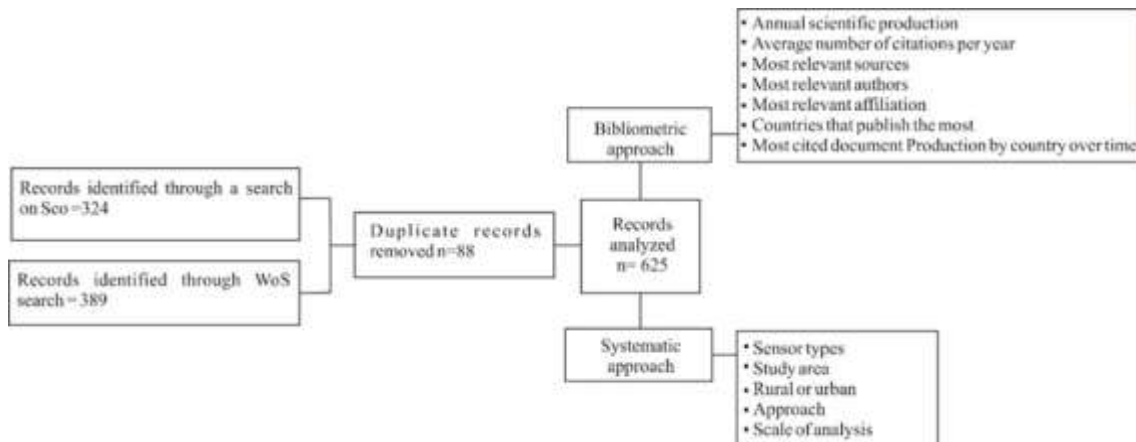 • Annual scientific production
• Average number of citations per year
• Most relevant sources
• Most relevant authors
• Most relevant affiliation
• Countries that publish the most
• Most cited document Production by country over time
Bibliometric
approach
Records identified through a search
on Sco =324
Records identified through WoS
search = 389
Duplicate records
removed n=88
Records
analyzed
n= 625
Systematic
approach
• Sensor types
• Study area
• Rural or urban
• Approach
• Scale of analysis